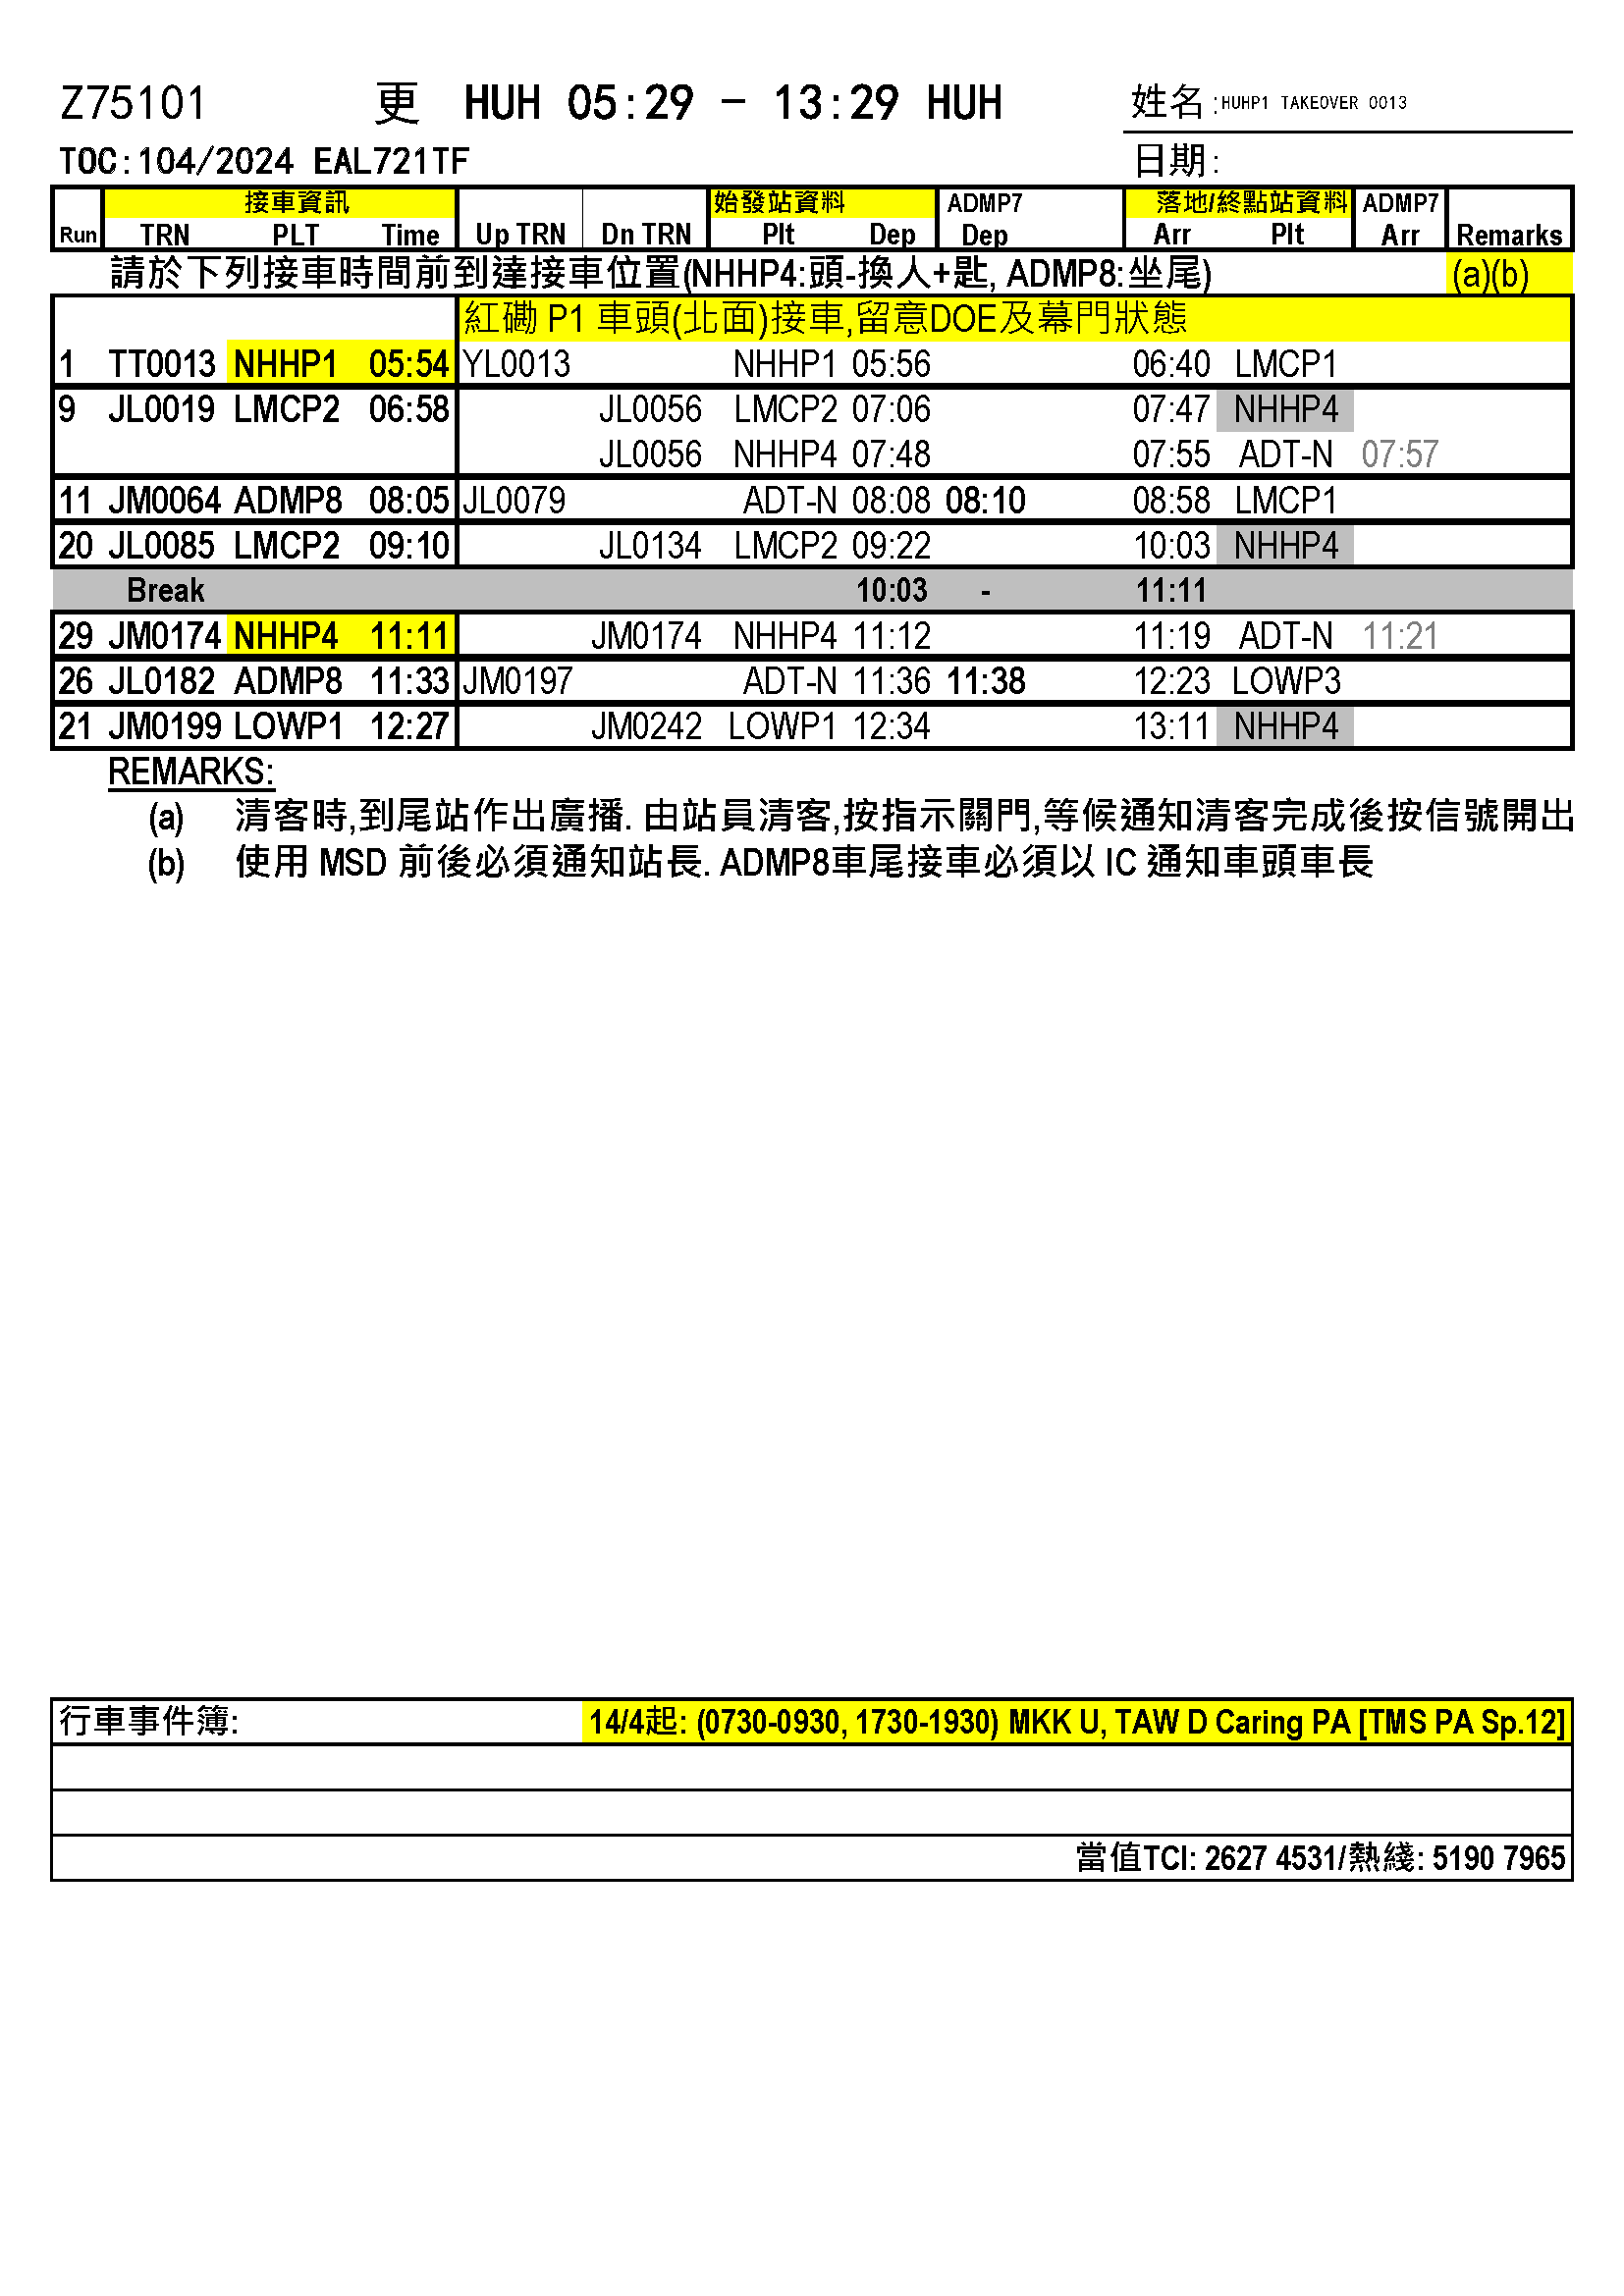 Z75101 更 HUH 05:29 - 13:29 HUH 姓名:HUHP1 TAKEOVER 0013
TOC:104/2024 EAL721TF 日期:
接車資訊 始發站資料 ADMP7 落地/終點站資料 ADMP7
Run TRN PLT Time Up TRN Dn TRN Plt Dep Dep Arr Plt Arr Remarks
請於下列接車時間前到達接車位置(NHHP4:頭-換人+匙, ADMP8:坐尾) (a)(b)
紅磡 P1 車頭(北面)接車,留意DOE及幕門狀態
1 TT0013 NHHP1 05:54 YL0013 NHHP1 05:56 06:40 LMCP1
9 JL0019 LMCP2 06:58 JL0056 LMCP2 07:06 07:47 NHHP4
JL0056 NHHP4 07:48 07:55 ADT-N 07:57
11 JM0064 ADMP8 08:05 JL0079 ADT-N 08:08 08:10 08:58 LMCP1
20 JL0085 LMCP2 09:10 JL0134 LMCP2 09:22 10:03 NHHP4
Break 10:03 - 11:11
29 JM0174 NHHP4 11:11 JM0174 NHHP4 11:12 11:19 ADT-N 11:21
26 JL0182 ADMP8 11:33 JM0197 ADT-N 11:36 11:38 12:23 LOWP3
21 JM0199 LOWP1 12:27 JM0242 LOWP1 12:34 13:11 NHHP4
REMARKS:
(a) 清客時,到尾站作出廣播. 由站員清客,按指示關門,等候通知清客完成後按信號開出
(b) 使用 MSD 前後必須通知站長. ADMP8車尾接車必須以 IC 通知車頭車長
行車事件簿: 14/4起: (0730-0930, 1730-1930) MKK U, TAW D Caring PA [TMS PA Sp.12]
當值TCI: 2627 4531/熱綫: 5190 7965